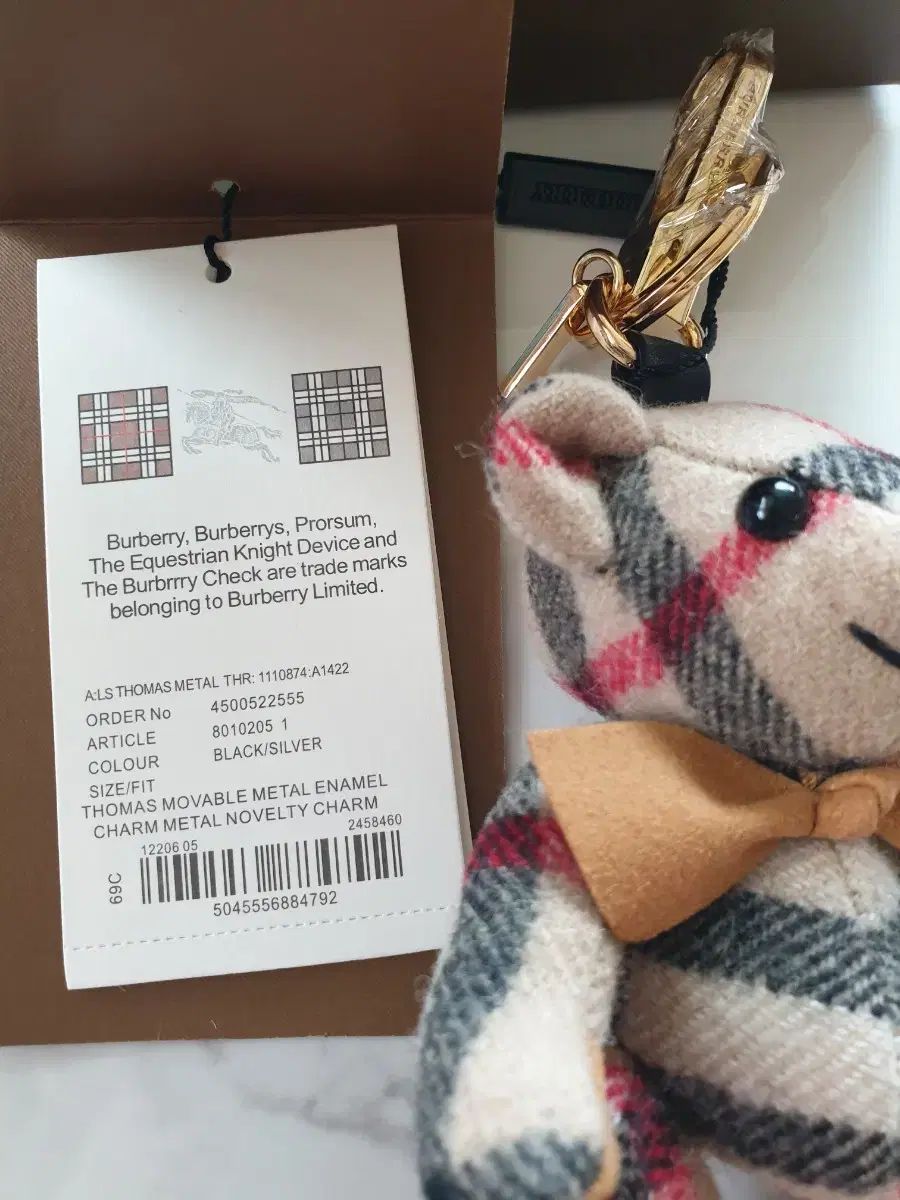 BURBERRY
Burberry, Burberrys, Prorsum,
The Equestrian Knight Device and
The Burbrrry Check are trade marks
belonging to Burberry Limited.
A:LS THOMAS METAL THR: 1110874:A1422
ORDER No 4500522555
ARTICLE 8010205 1
COLOUR BLACK/SILVER
SIZE/FIT
THOMAS MOVABLE METAL ENAMEL
CHARM METAL NOVELTY CHARM
12206 05 2458460
69C
5045556884792